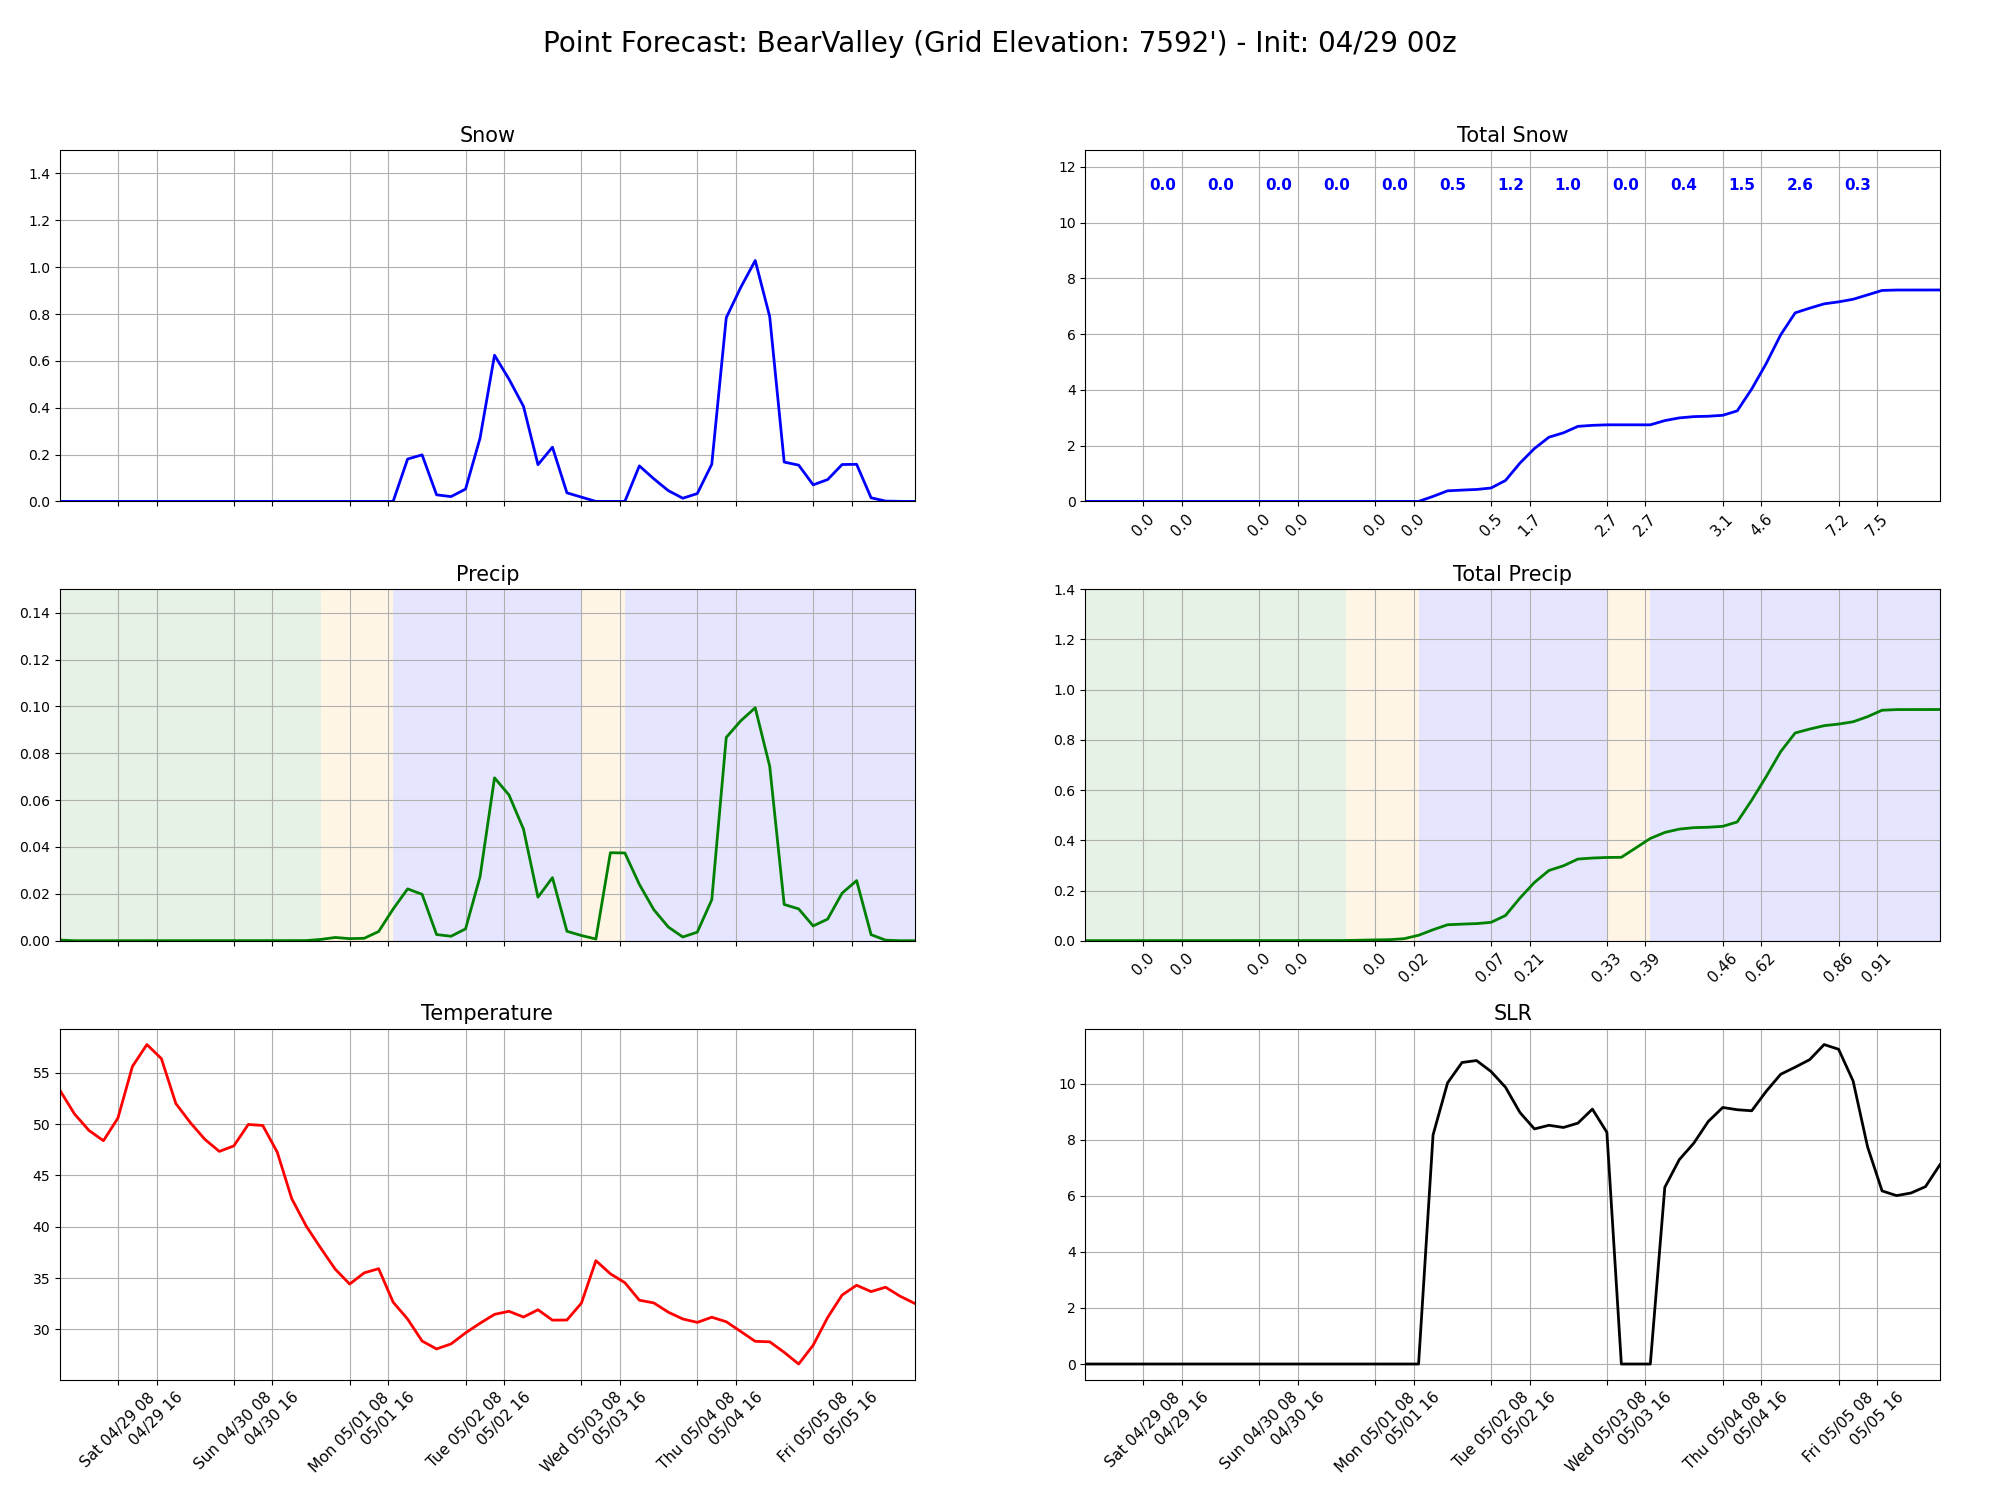 Point Forecast: BearValley (Grid Elevation: 7592') - Init: 04/29 00z
Snow
1.4
1.2
1.0
0.8
0.6
0.4
0.2
0.0
Total Snow
12
10
8
6
4
2
0
0.0 0.0 0.0 0.0 0.0 0.5 1.2 1.0 0.0 0.4 1.5 2.6 0.3
0.0 0.0 0.0 0.0 0.0 0.0 0.5 1.7 2.7 2.7 3.1 4.6 7.2 7.5
Precip
0.14
0.12
0.10
0.08
0.06
0.04
0.02
0.00
Total Precip
1.4
1.2
1.0
0.8
0.6
0.4
0.2
0.0
0.0 0.0 0.0 0.0 0.0 0.02 0.07 0.21 0.33 0.39 0.46 0.62 0.86 0.91
Temperature
55
50
45
40
35
30
Sat 04/29 08
04/29 16
Sun 04/30 08
04/30 16
Mon 05/01 08
05/01 16
Tue 05/02 08
05/02 16
Wed 05/03 08
05/03 16
Thu 05/04 08
05/04 16
Fri 05/05 08
05/05 16
SLR
10
8
6
4
2
0
Sat 04/29 08
04/29 16
Sun 04/30 08
04/30 16
Mon 05/01 08
05/01 16
Tue 05/02 08
05/02 16
Wed 05/03 08
05/03 16
Thu 05/04 08
05/04 16
Fri 05/05 08
05/05 16